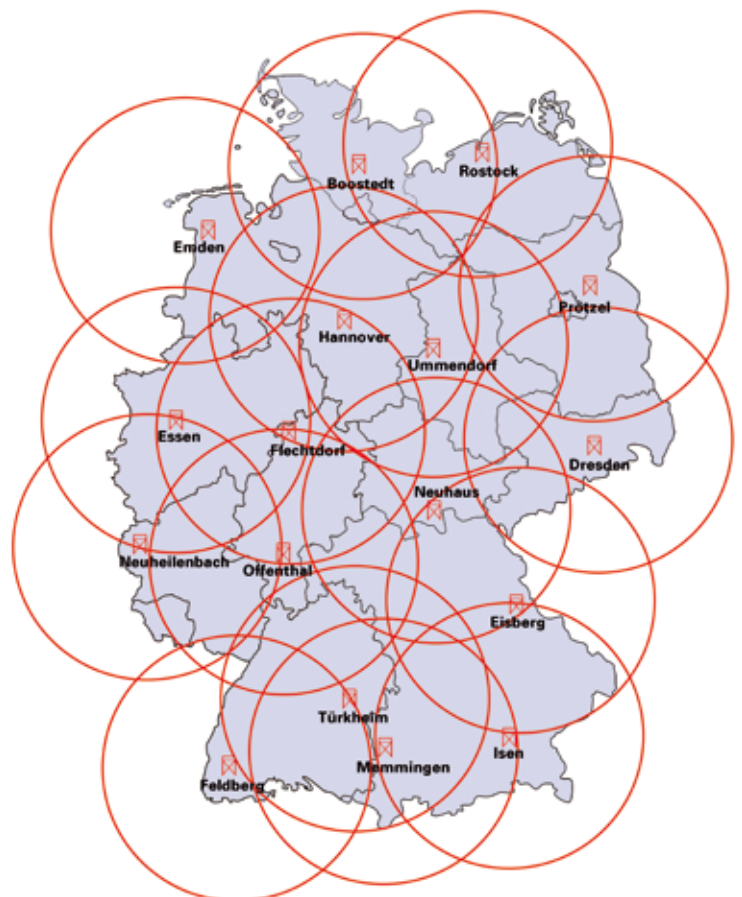 Rostock
Boostedt
Emden
Prötzel
Hannover
Ummendorf
Essen
Flechtdorf
Dresden
Neuhaus
Neuheilenbach
Offenthal
Eisberg
Türkheim
Isen
Memmingen
Feldberg